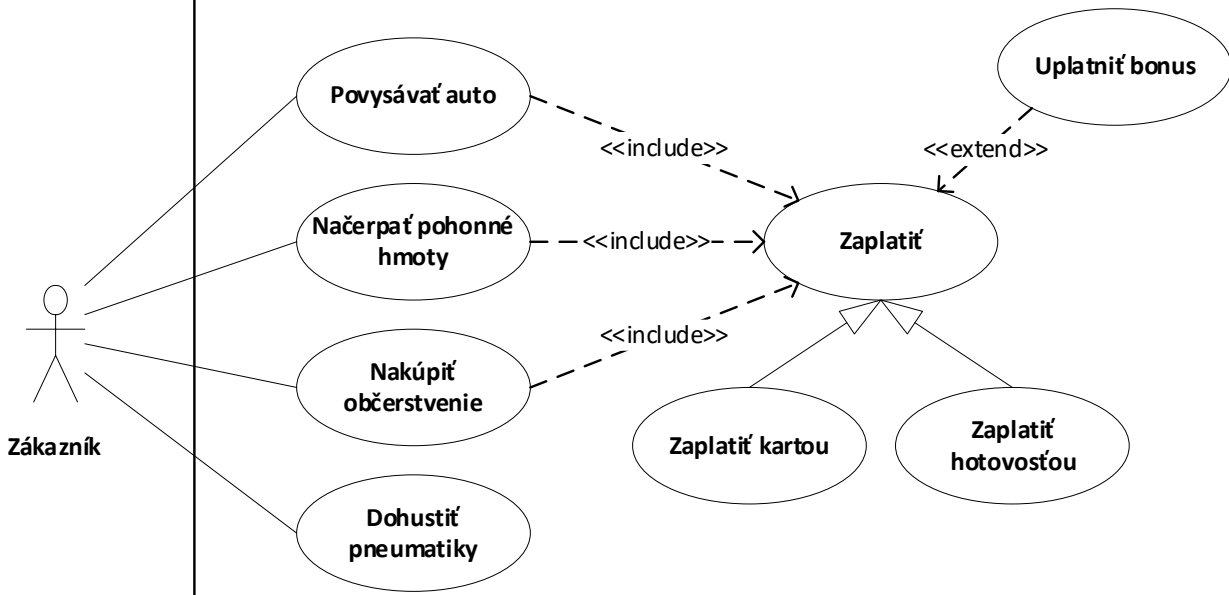 Uplatniť bonus
Povysávať auto
<<include>>
<<extend>>
Načerpať pohonné
hmoty
<<include>>
Zaplatiť
<<include>>
Nakúpiť
občerstvenie
Zákazník
Zaplatiť kartou
Zaplatiť
hotovosťou
Dohustiť
pneumatiky